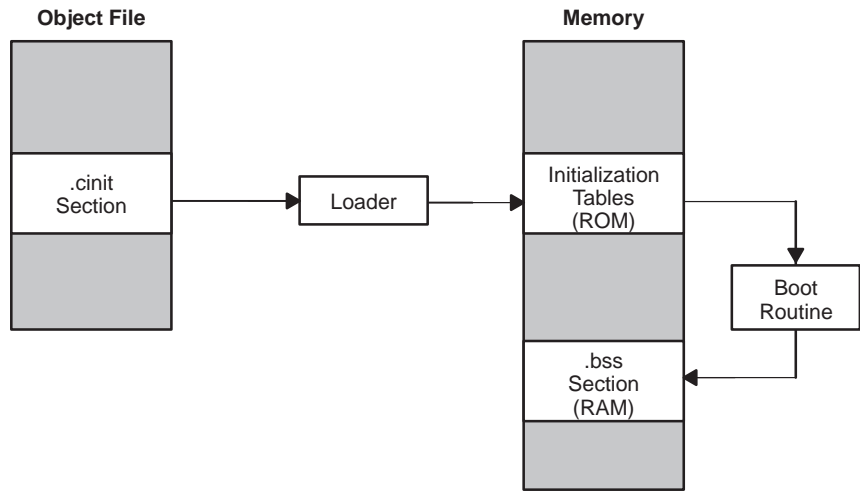 Object File
Memory
.cinit
Section
Loader
Initialization
Tables
(ROM)
Boot
Routine
.bss
Section
(RAM)